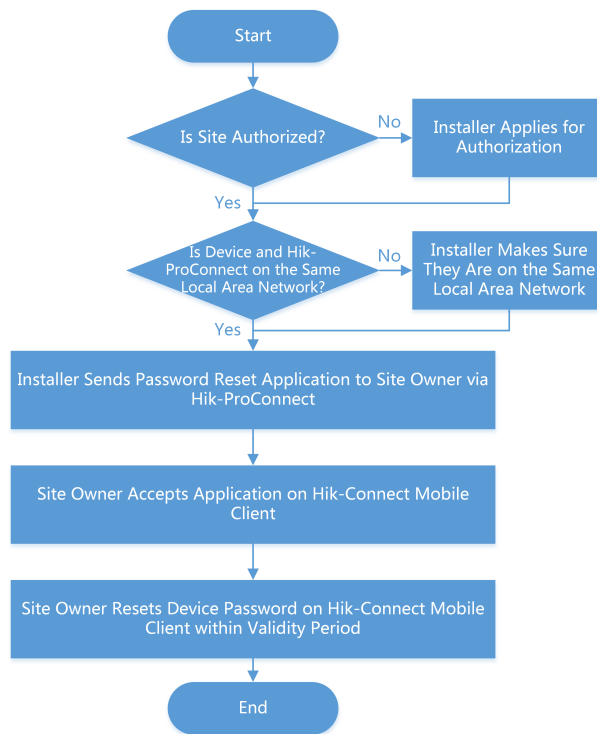 Start
Is Site Authorized?
No
Installer Applies for
Authorization
Yes
Is Device and Hik-
ProConnect on the Same
Local Area Network?
No
Installer Makes Sure
They Are on the Same
Local Area Network
Yes
Installer Sends Password Reset Application to Site Owner via
Hik-ProConnect
Site Owner Accepts Application on Hik-Connect Mobile
Client
Site Owner Resets Device Password on Hik-Connect Mobile
Client within Validity Period
End